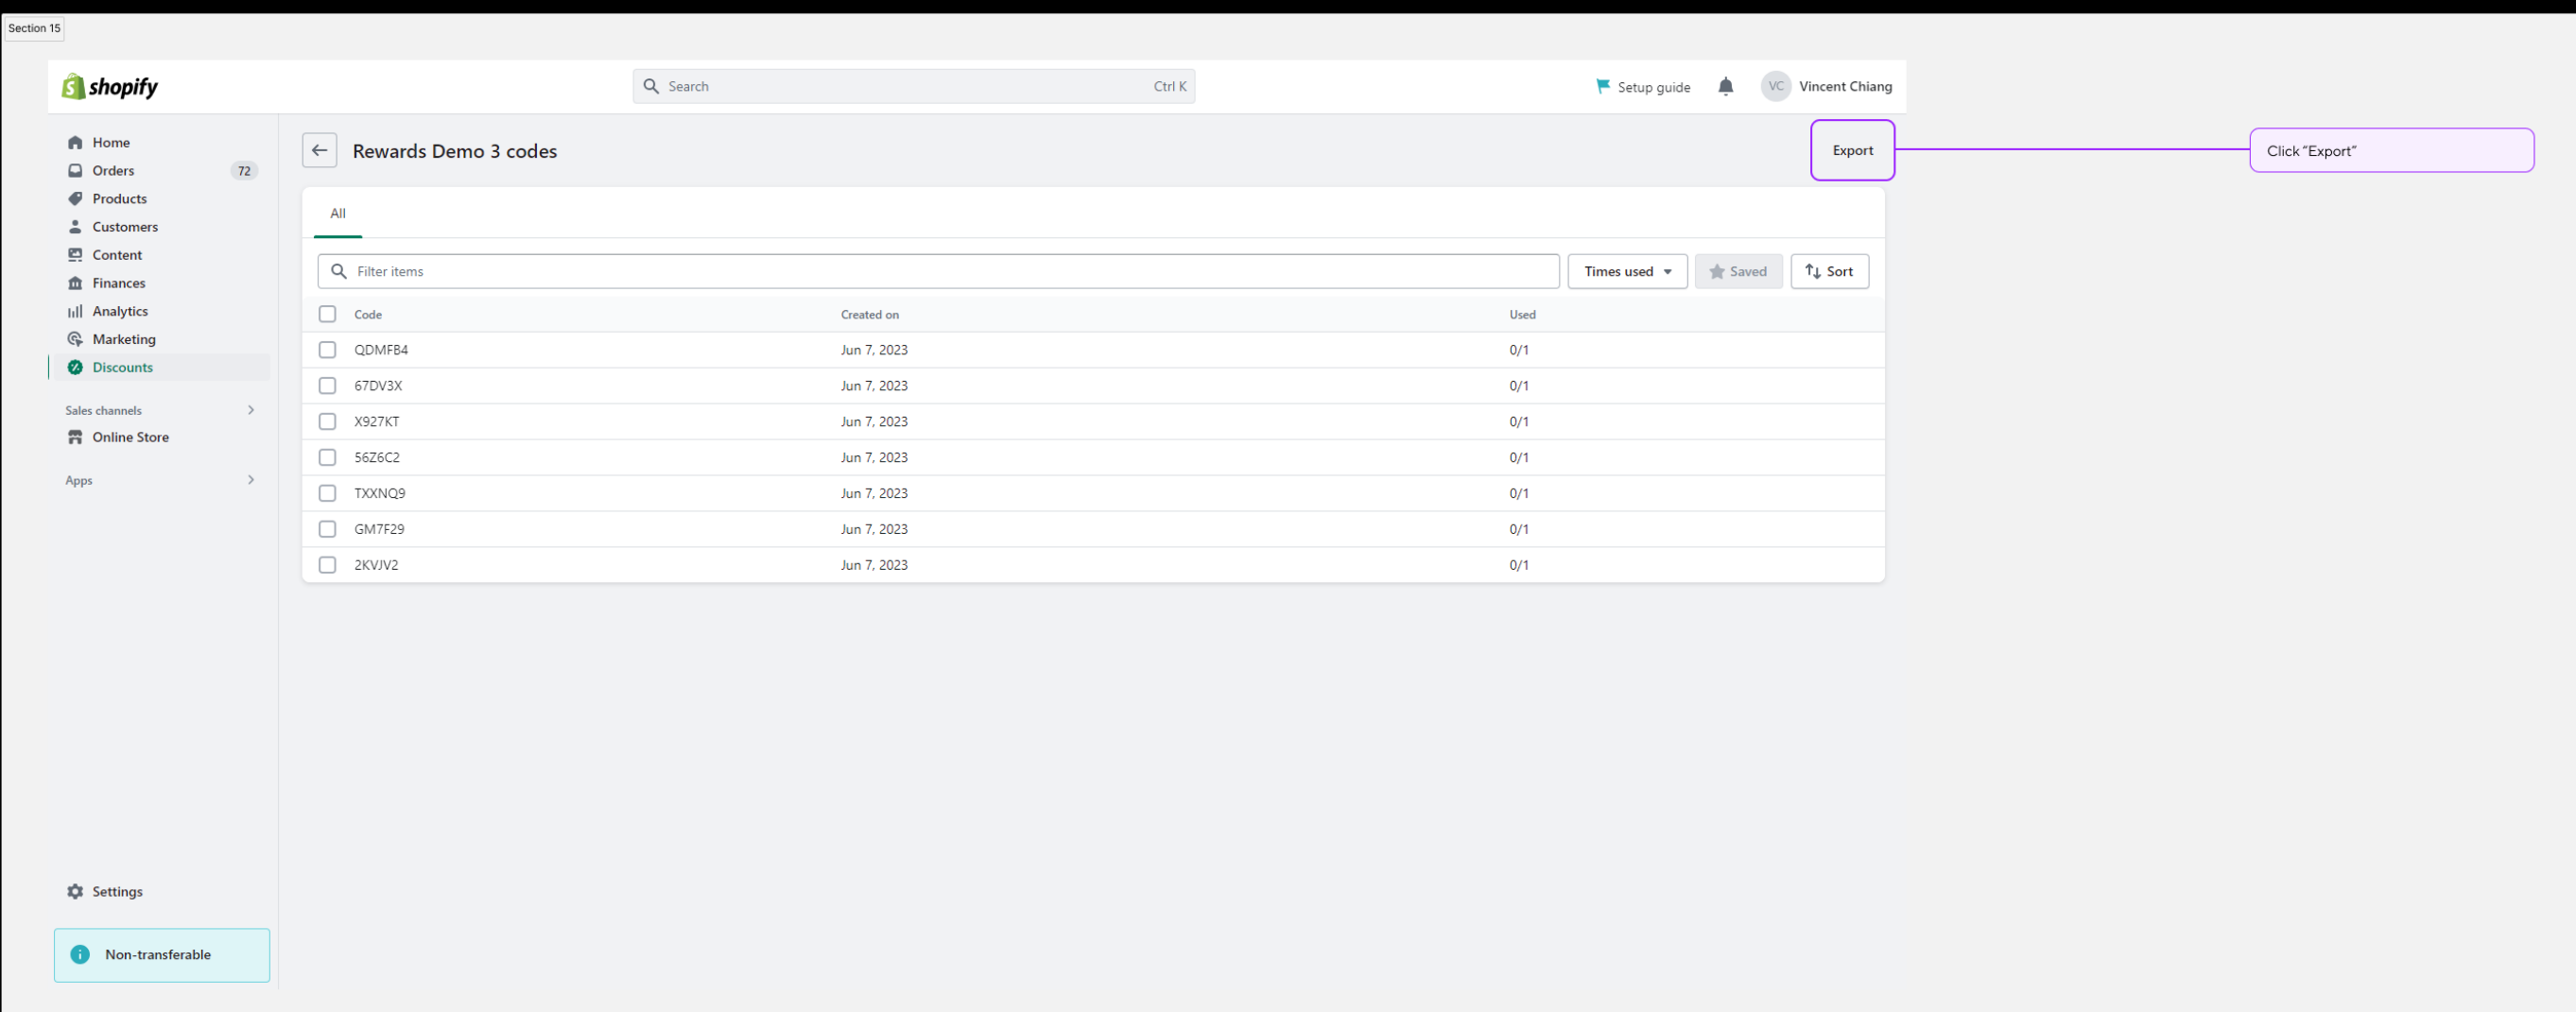 Section 15
shopify
Search Ctrl K
Setup guide
VC Vincent Chiang
Home
Orders 72
Products
Customers
Content
Finances
Analytics
Marketing
Discounts
Sales channels
Online Store
Apps
Settings
Non-transferable
Rewards Demo 3 codes
Export
Click “Export”
All
Filter items
Times used
Saved
Sort
Code Created on Used
QDMFB4 Jun 7, 2023 0/1
67DV3X Jun 7, 2023 0/1
X927KT Jun 7, 2023 0/1
56Z6C2 Jun 7, 2023 0/1
TXXNQ9 Jun 7, 2023 0/1
GM7F29 Jun 7, 2023 0/1
2KVJV2 Jun 7, 2023 0/1